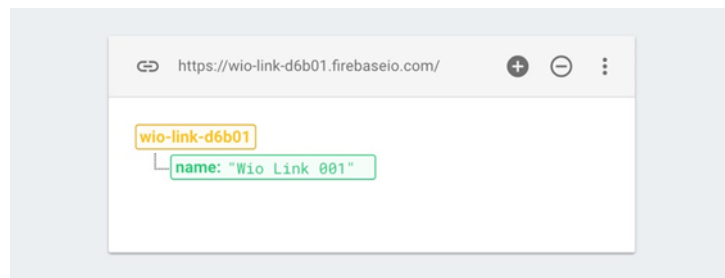 https://wio-link-d6b01.firebaseio.com/
wio-link-d6b01
name: "Wio Link 001"